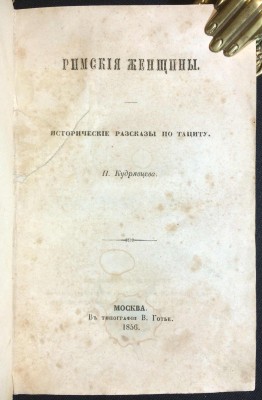 РИМСКІЯ ЖЕНЩИНЫ.
ИСТОРИЧЕСКІЕ РАЗСКАЗЫ ПО ТАЦИТУ.
П. Кудрявцева.
МОСКВА.
Въ типографіи В. Готье.
1856.